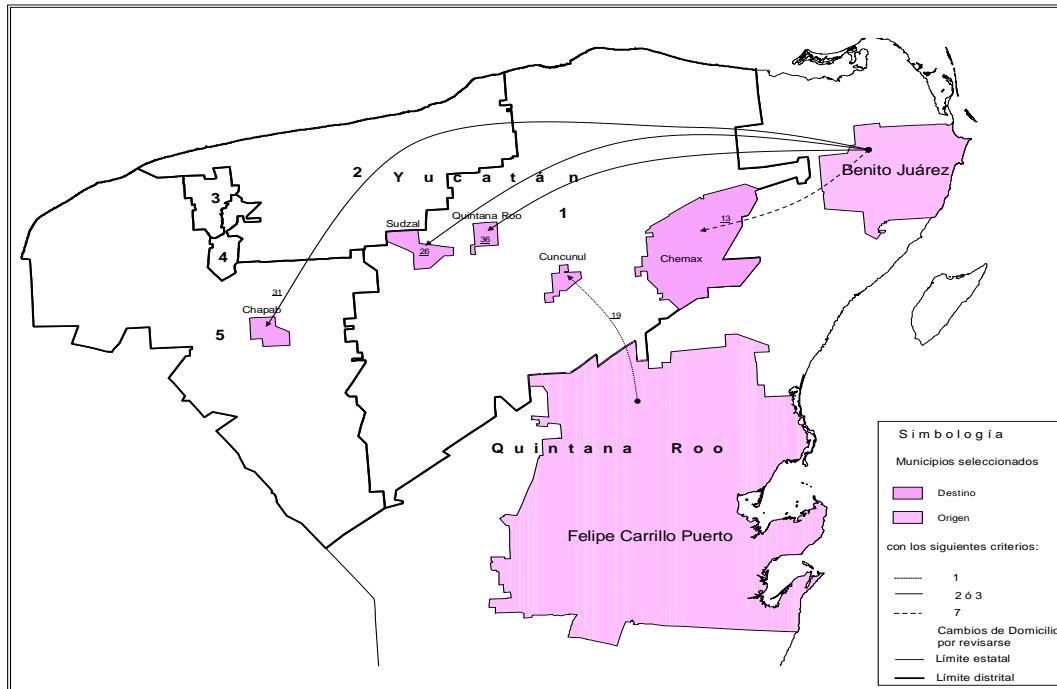 2
Y u c a t á n
3
4
5
1
Sudzal
26
Quintana Roo
36
Cuncunul
19
13
Chemax
Benito Juárez
31
Chapab
Q u i n t a n a R o o
Felipe Carrillo Puerto
S i m b o l o g í a
Municipios seleccionados
Destino
Origen
con los siguientes criterios:
1
2 ó 3
7
Cambios de Domicilio
por revisarse
Límite estatal
Límite distrital